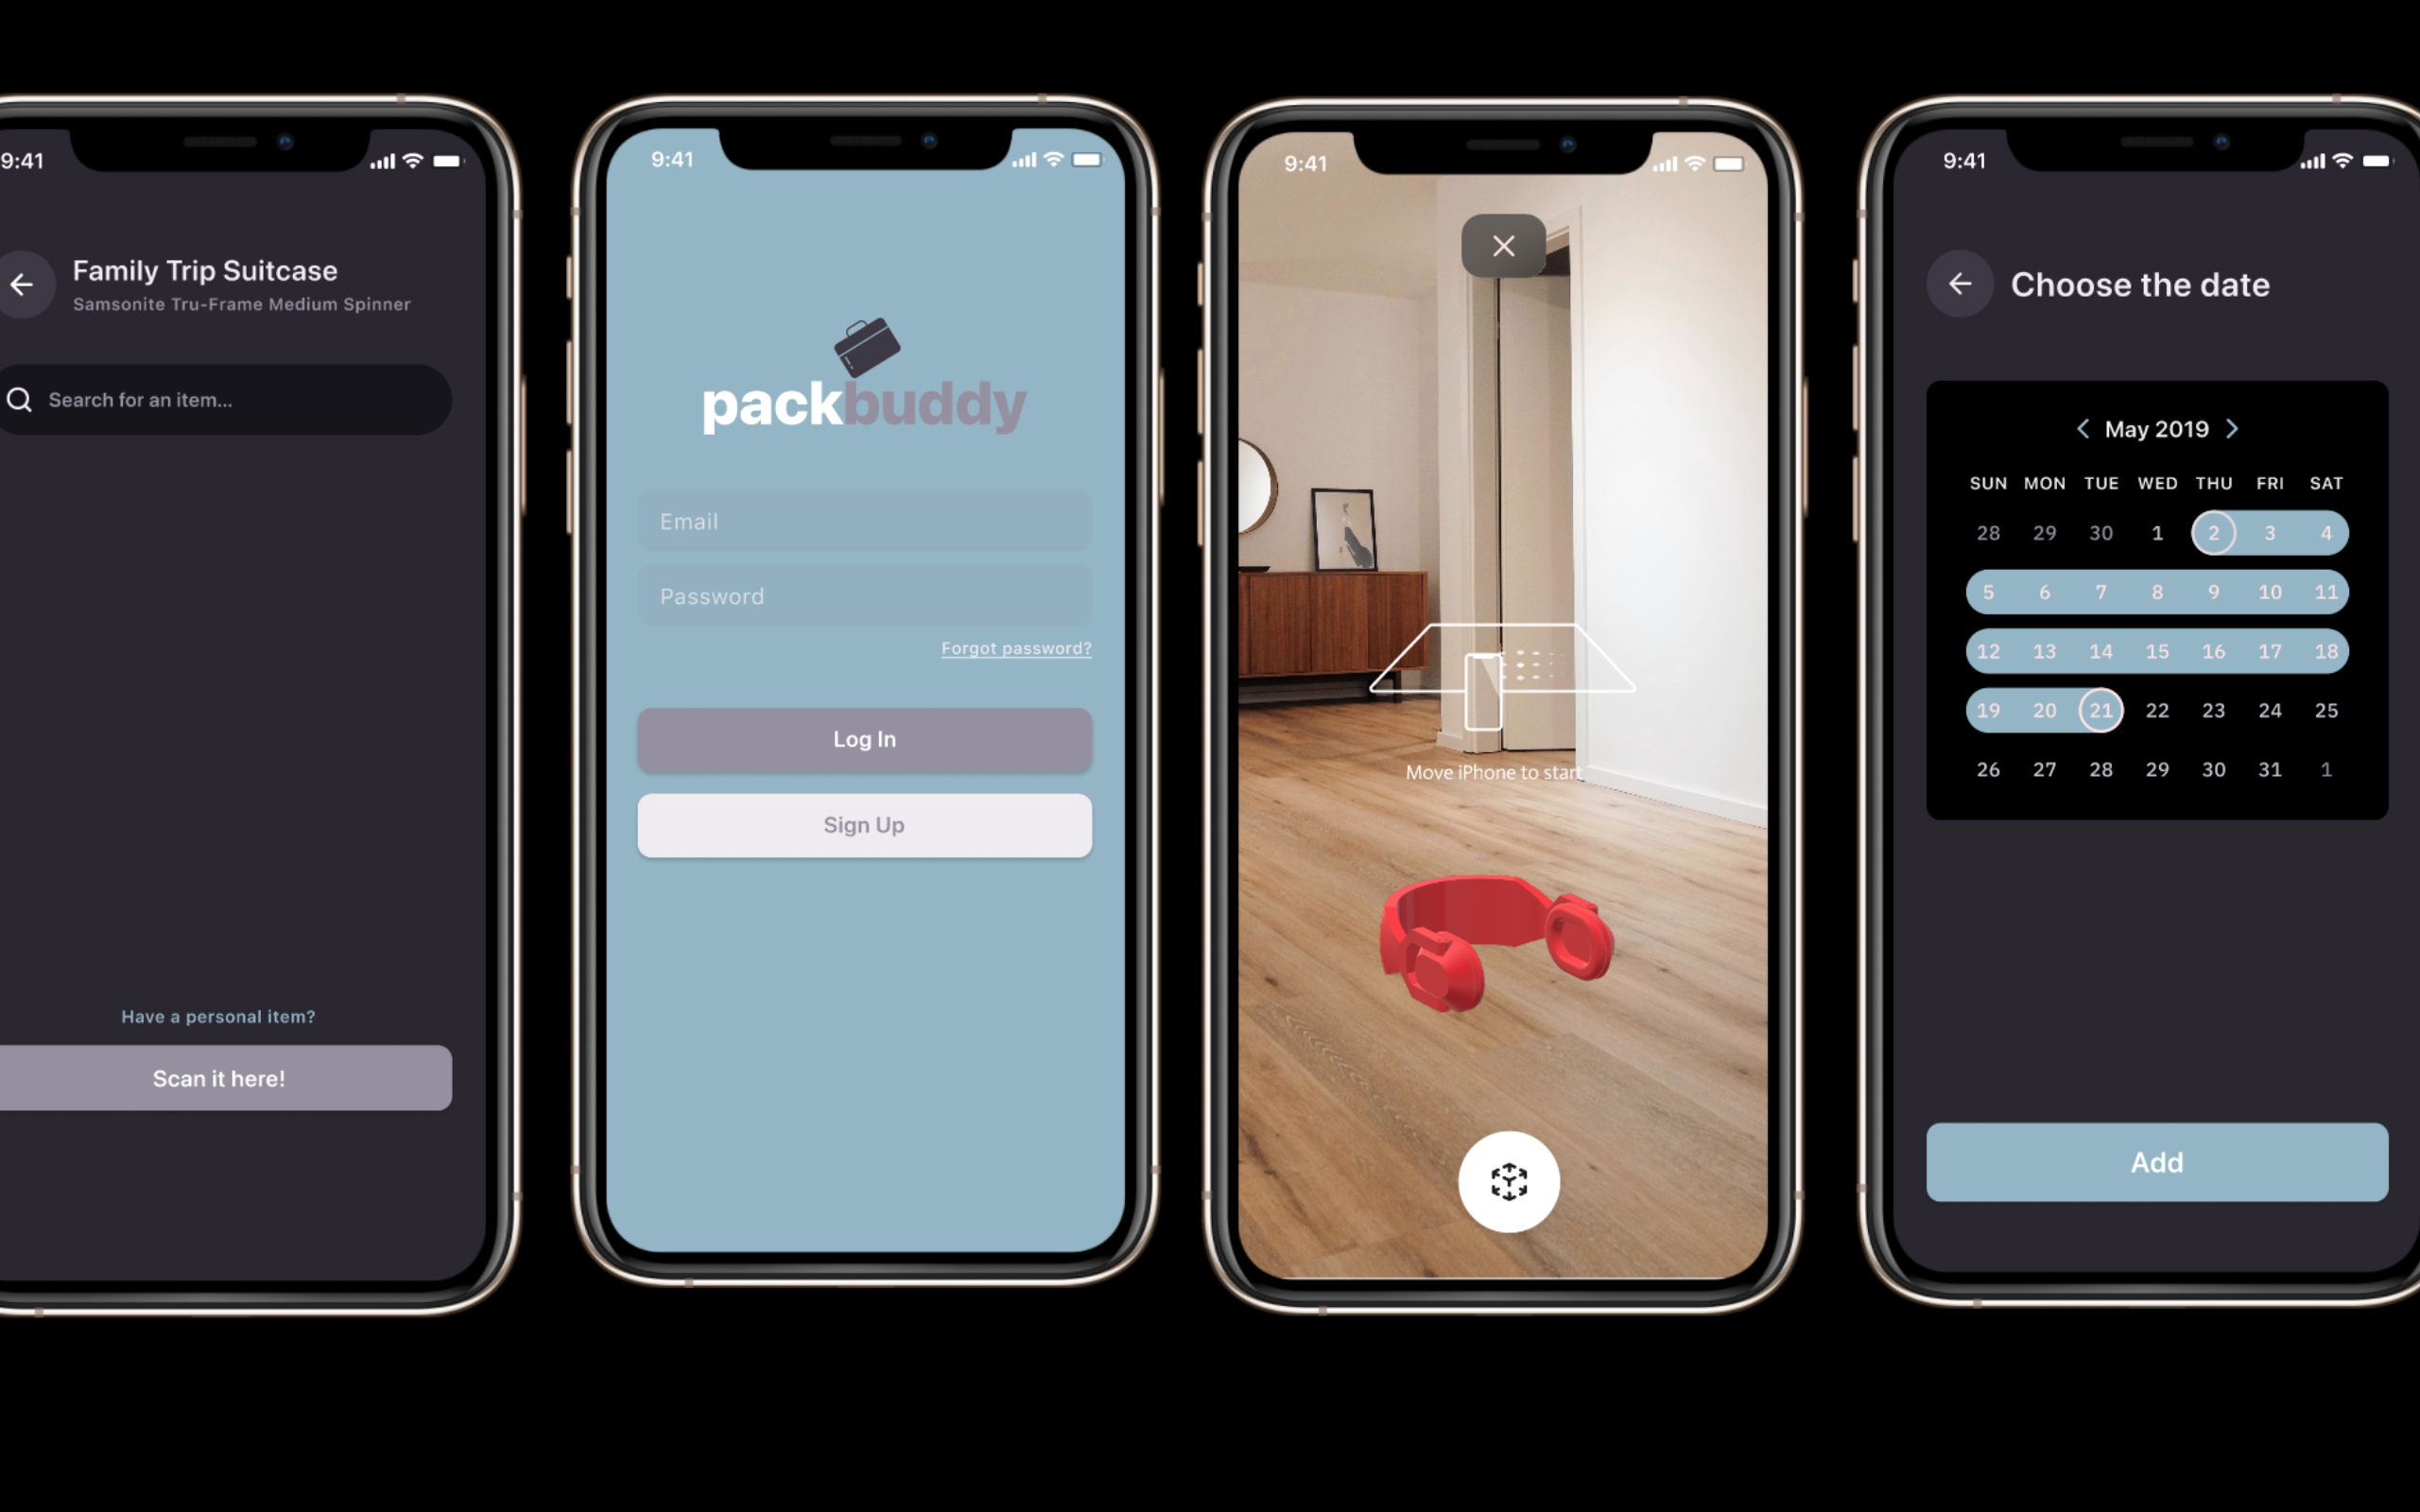 9:41
Family Trip Suitcase
Samsonite Tru-Frame Medium Spinner
Search for an item...
Have a personal item?
Scan it here!
9:41
packbuddy
Email
Password
Forgot password?
Log In
Sign Up
9:41
Move iPhone to start
9:41
Choose the date
May 2019
SUN MON TUE WED THU FRI SAT
28 29 30 1 2 3 4
5 6 7 8 9 10 11
12 13 14 15 16 17 18
19 20 21 22 23 24 25
26 27 28 29 30 31 1
Add